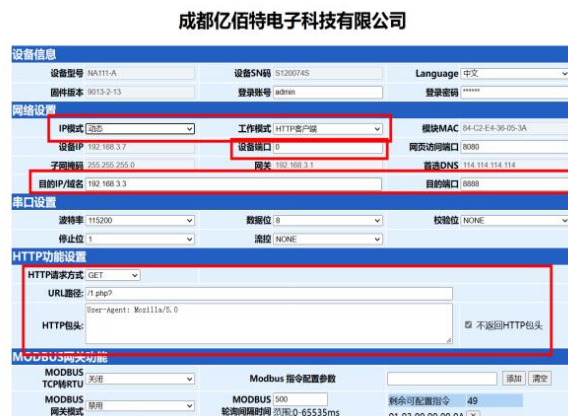 成都亿佰特电子科技有限公司
设备信息
设备型号 NA111-A 设备SN码 S120074S Language 中文
固件版本 9013-2-13 登录账号 admin 登录密码 ******
网络设置
IP模式 动态 工作模式 HTTP客户端 模块MAC 84-C2-E4-36-05-3A
设备IP 192.168.3.7 设备端口 0 网页访问端口 8080
子网掩码 255.255.255.0 网关 192.168.3.1 首选DNS 114.114.114.114
目的IP/域名 192.168.3.3 目的端口 8888
串口设置
波特率 115200 数据位 8 校验位 NONE
停止位 1 流控 NONE
HTTP功能设置
HTTP请求方式 GET
URL路径: /1.php?
HTTP包头: User-Agent: Mozilla/5.0 不返回HTTP包头
MODBUS网关功能
MODBUS TCP转RTU 关闭 Modbus 指令配置参数 添加 清空
MODBUS 网关模式 禁用 MODBUS 轮询间隔时间 500 范围:0-65535ms 剩余可配置指令 49
01 03 00 00 00 0A X